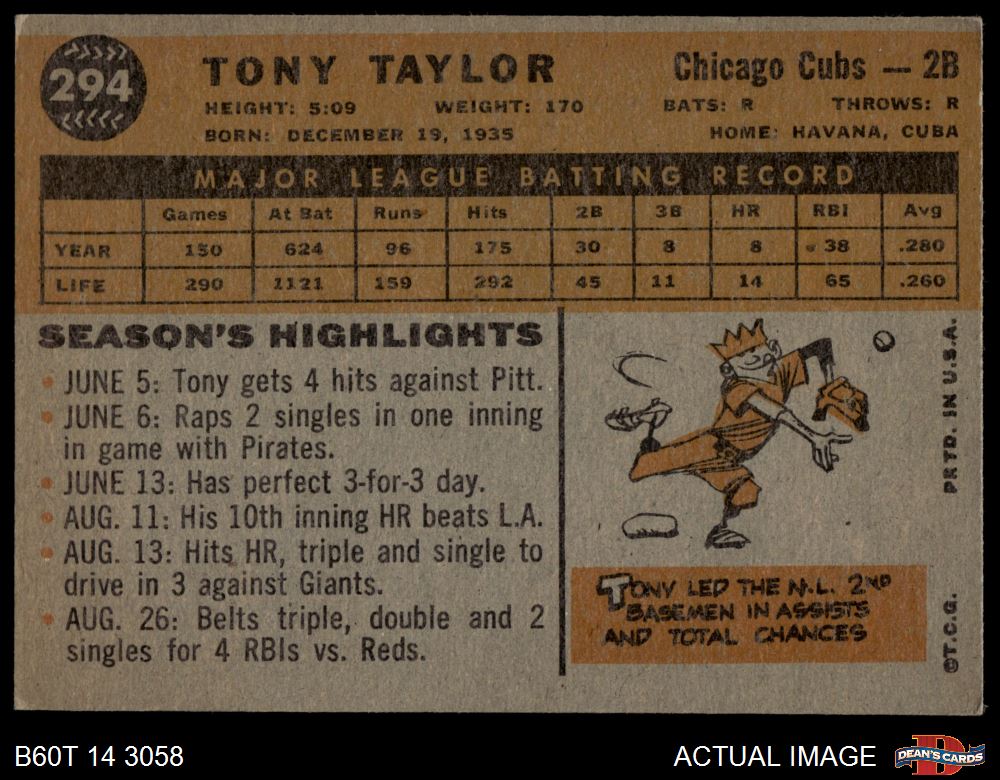 294
TONY TAYLOR
Chicago Cubs — 2B
HEIGHT: 5:09 WEIGHT: 170 BATS: R THROWS: R
BORN: DECEMBER 19, 1935 HOME: HAVANA, CUBA
MAJOR LEAGUE BATTING RECORD
Games At Bat Runs Hits 2B 3B HR RBI Avg
YEAR 150 624 96 175 30 8 8 38 .280
LIFE 290 1121 159 292 45 11 14 65 .260
SEASON'S HIGHLIGHTS
• JUNE 5: Tony gets 4 hits against Pitt.
• JUNE 6: Raps 2 singles in one inning
in game with Pirates.
• JUNE 13: Has perfect 3-for-3 day.
• AUG. 11: His 10th inning HR beats L.A.
• AUG. 13: Hits HR, triple and single to
drive in 3 against Giants.
• AUG. 26: Belts triple, double and 2
singles for 4 RBIs vs. Reds.
TONY LED THE N.L. 2ND
BASEMEN IN ASSISTS
AND TOTAL CHANCES
©T.C.G. PRTD. IN U.S.A.
B60T 14 3058
ACTUAL IMAGE
DEAN'S CARDS